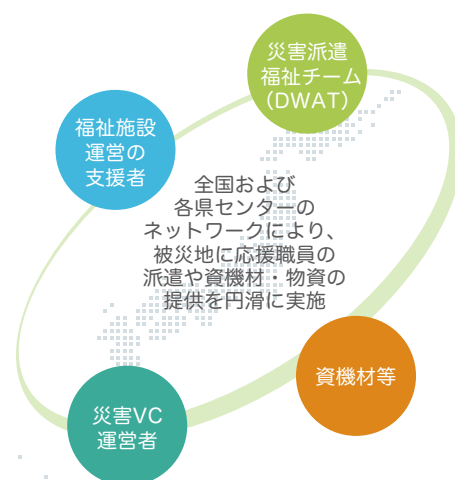 災害派遣
福祉チーム
（DWAT）
福祉施設
運営の
支援者
全国および
各県センターの
ネットワークにより、
被災地に応援職員の
派遣や資機材・物資の
提供を円滑に実施
資機材等
災害VC
運営者